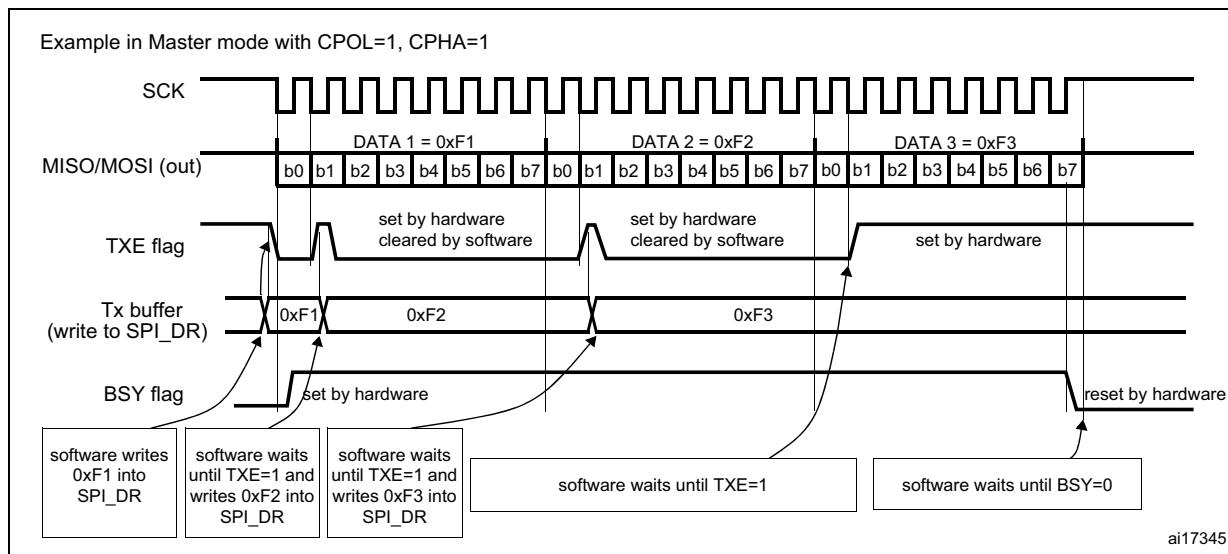 Example in Master mode with CPOL=1, CPHA=1
SCK
DATA 1 = 0xF1
DATA 2 = 0xF2
DATA 3 = 0xF3
MISO/MOSI (out)
b0 b1 b2 b3 b4 b5 b6 b7 b0 b1 b2 b3 b4 b5 b6 b7 b0 b1 b2 b3 b4 b5 b6 b7
TXE flag
set by hardware
cleared by software
set by hardware
cleared by software
set by hardware
Tx buffer
(write to SPI_DR)
0xF1
0xF2
0xF3
BSY flag
set by hardware
reset by hardware
software writes
0xF1 into
SPI_DR
software waits
until TXE=1 and
writes 0xF2 into
SPI_DR
software waits
until TXE=1 and
writes 0xF3 into
SPI_DR
software waits until TXE=1
software waits until BSY=0
ai17345